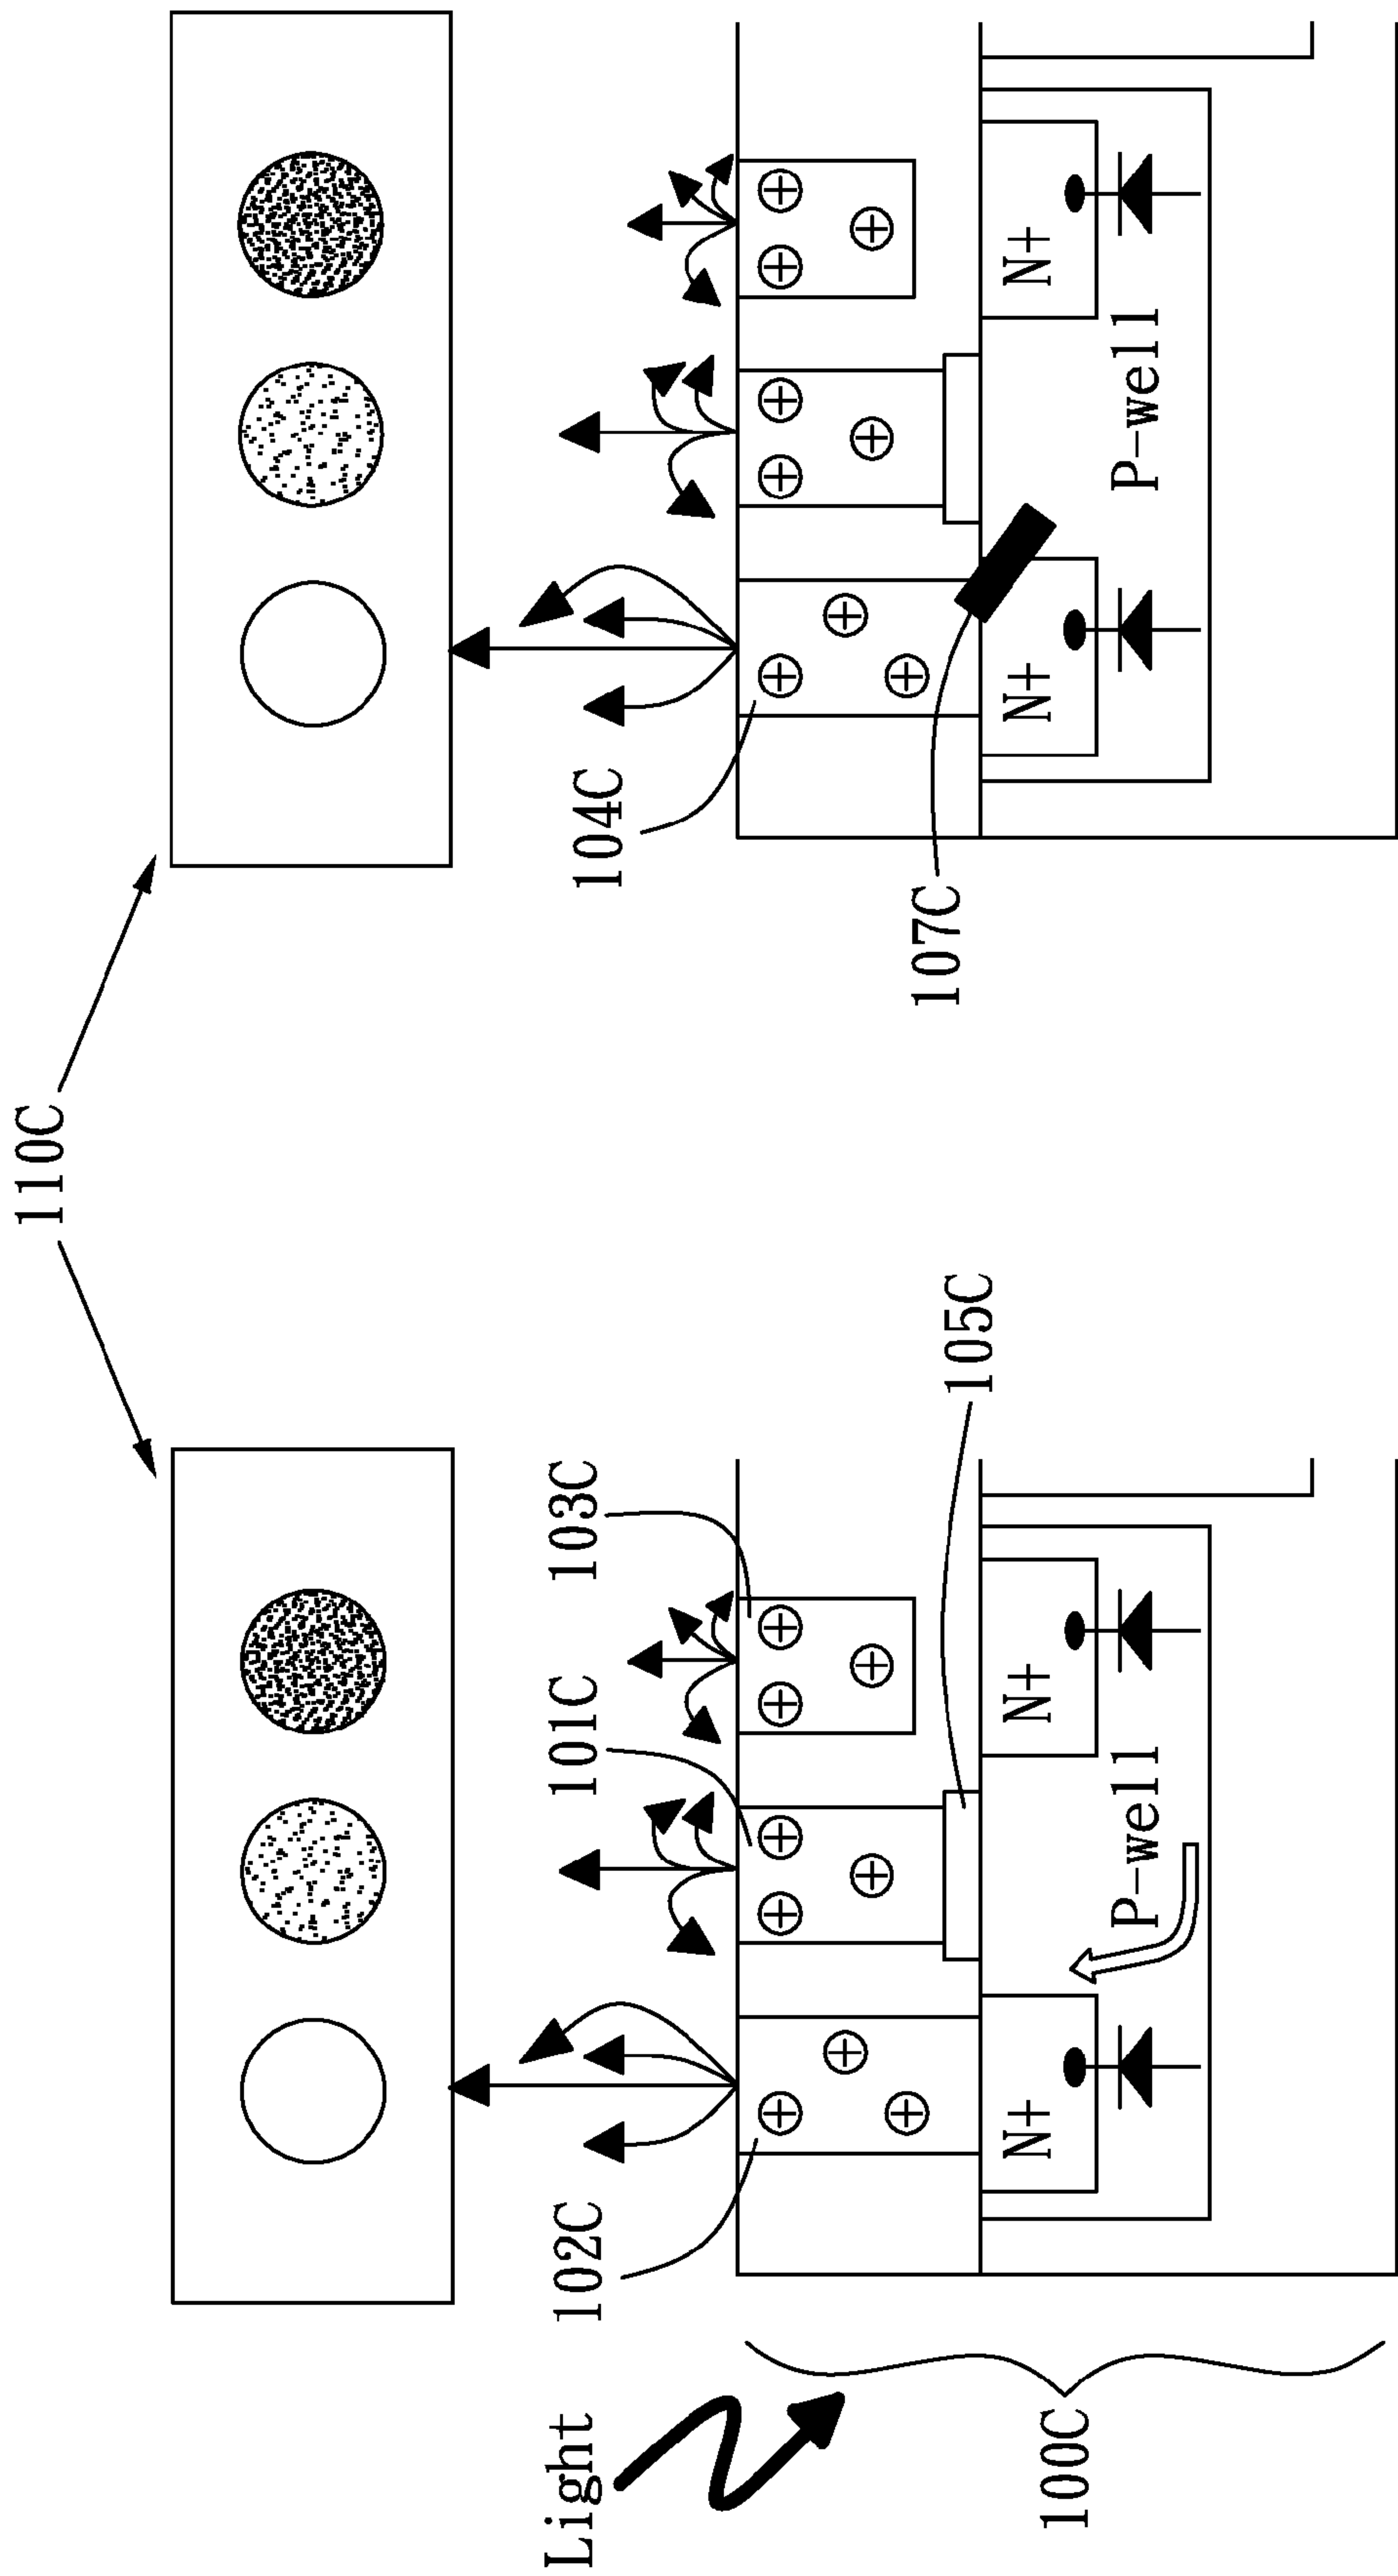 110C
102C
101C
103C
104C
Light
105C
107C
N+
N+
N+
N+
P-well
P-well
100C